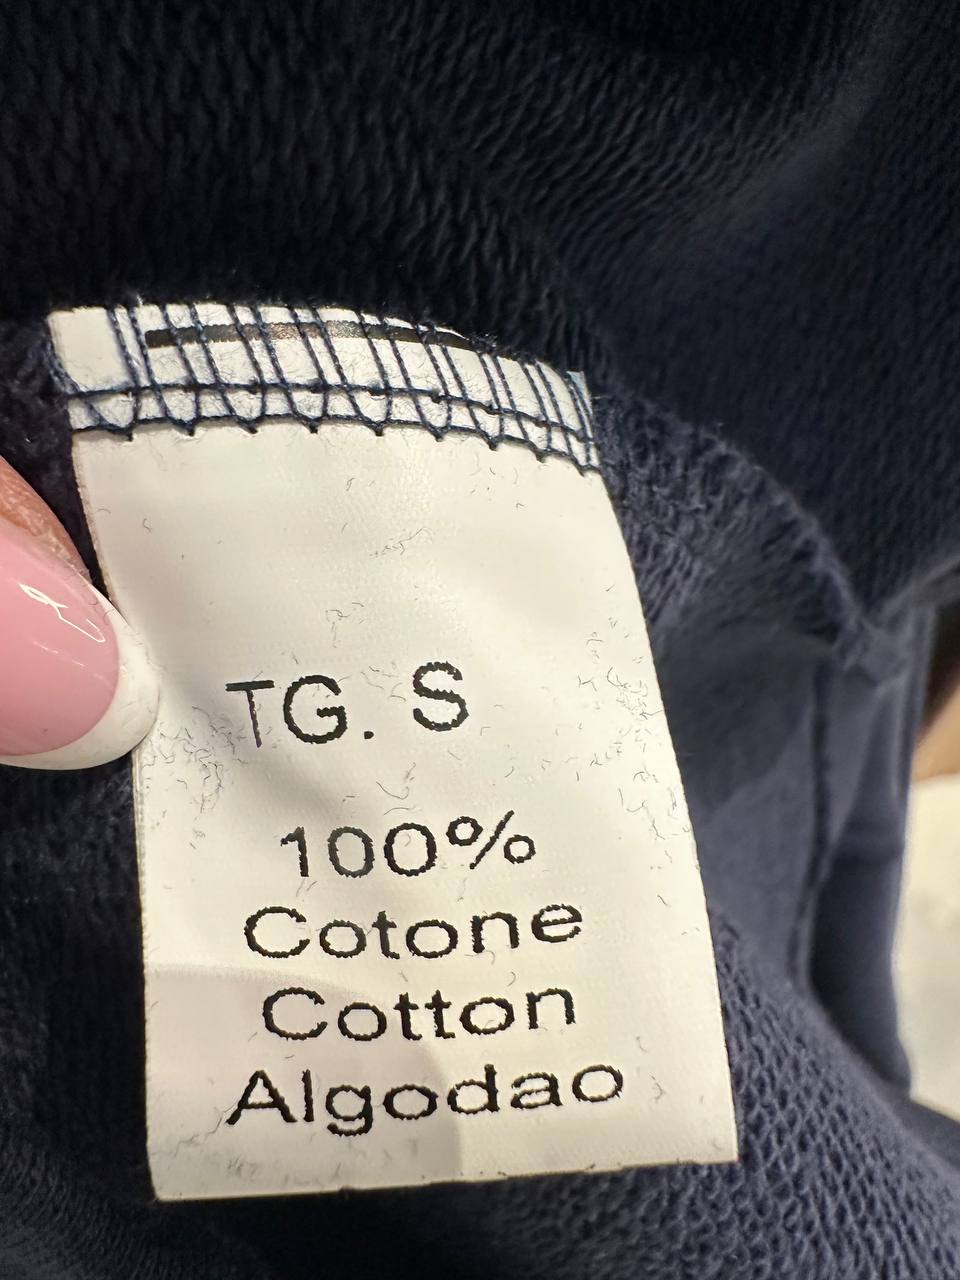 TG. S
100%
Cotone
Cotton
Algodao